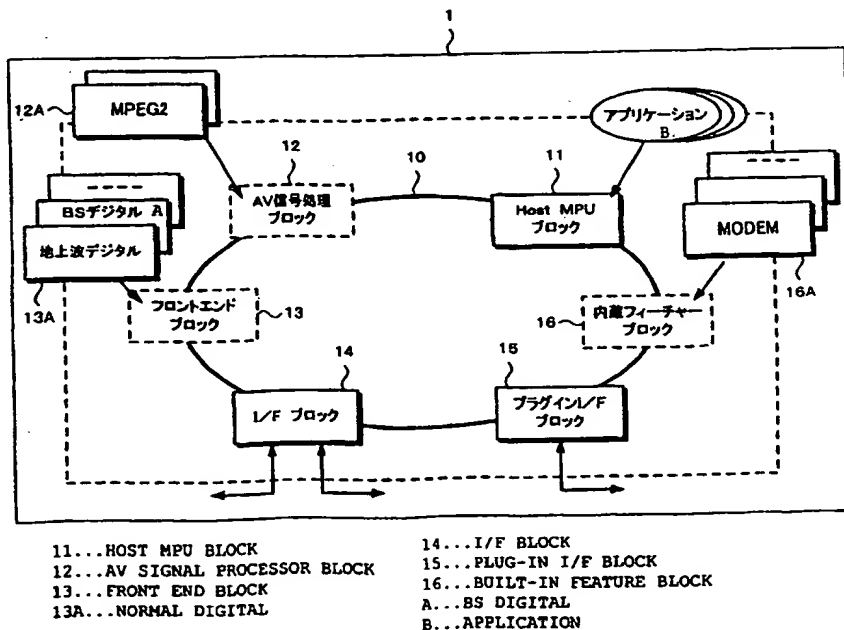 1
12A
MPEG2
アプリケーション
B.
12
AV信号処理
ブロック
10
11
Host MPU
ブロック
BSデジタル A
地上波デジタル
13A
MODEM
16A
フロントエンド
ブロック
13
16
内蔵フィーチャー
ブロック
14
I/F ブロック
15
プラグインI/F
ブロック
11...HOST MPU BLOCK
12...AV SIGNAL PROCESSOR BLOCK
13...FRONT END BLOCK
13A...NORMAL DIGITAL
14...I/F BLOCK
15...PLUG-IN I/F BLOCK
16...BUILT-IN FEATURE BLOCK
A...BS DIGITAL
B...APPLICATION